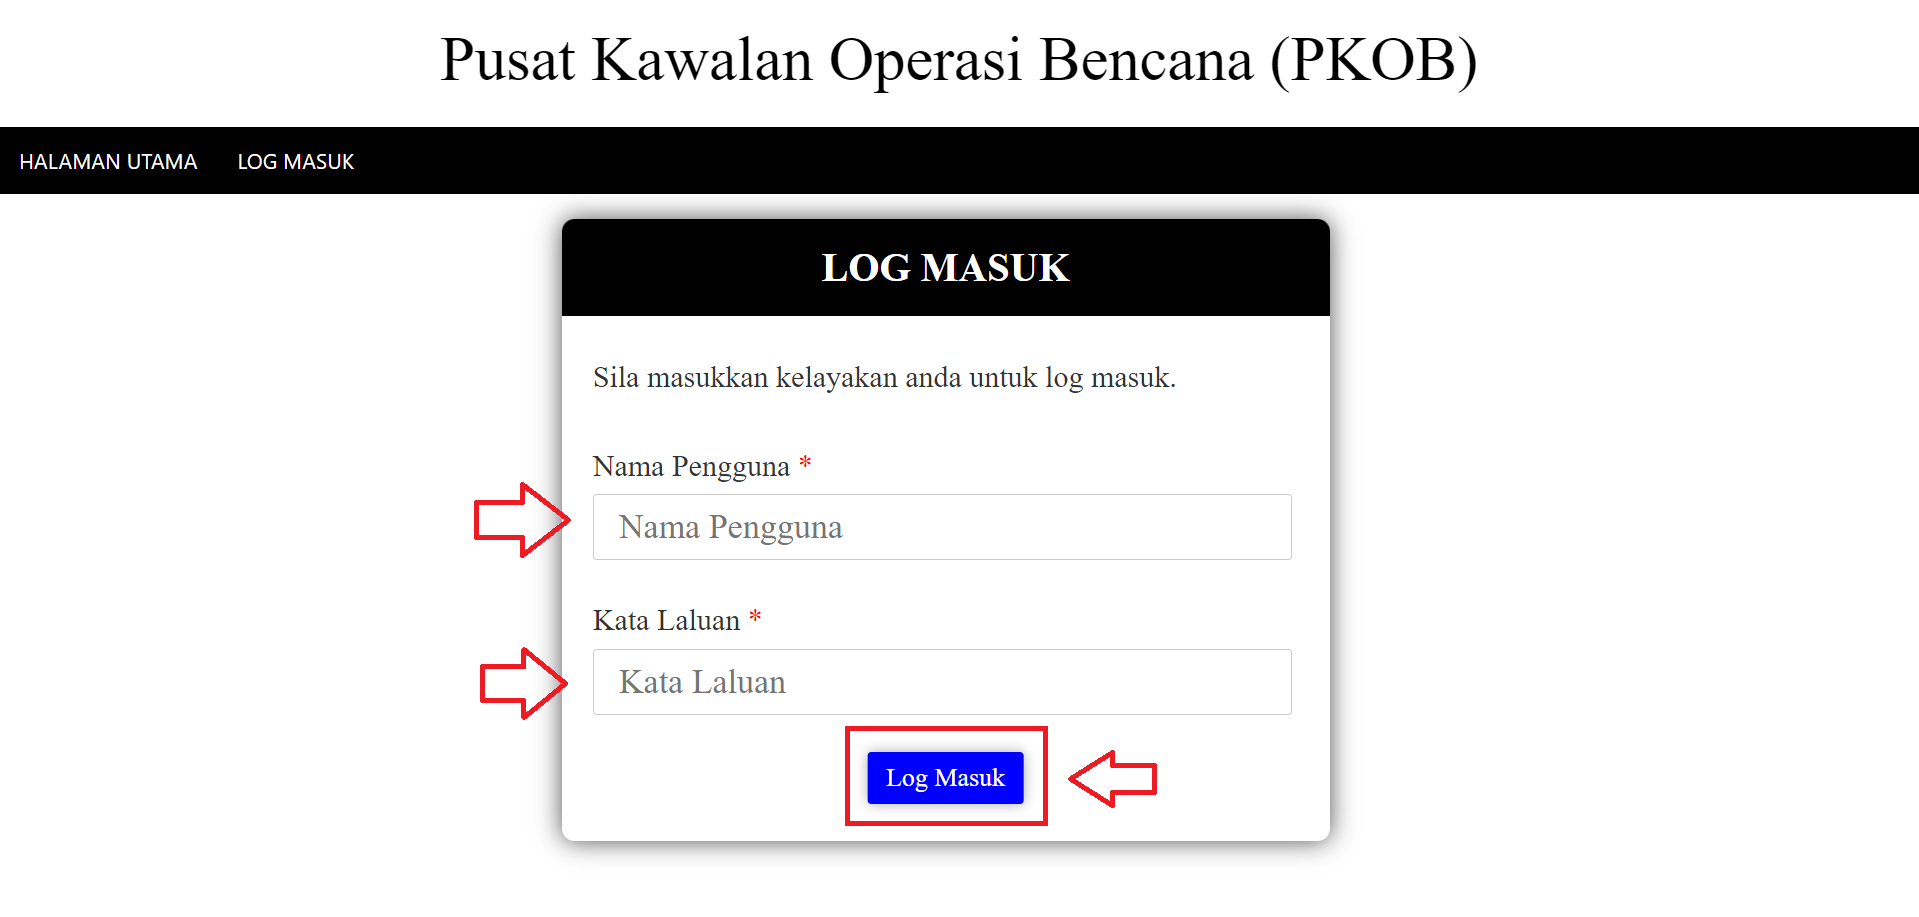 Pusat Kawalan Operasi Bencana (PKOB)
HALAMAN UTAMA LOG MASUK
LOG MASUK
Sila masukkan kelayakan anda untuk log masuk.
Nama Pengguna *
Nama Pengguna
Kata Laluan *
Kata Laluan
Log Masuk